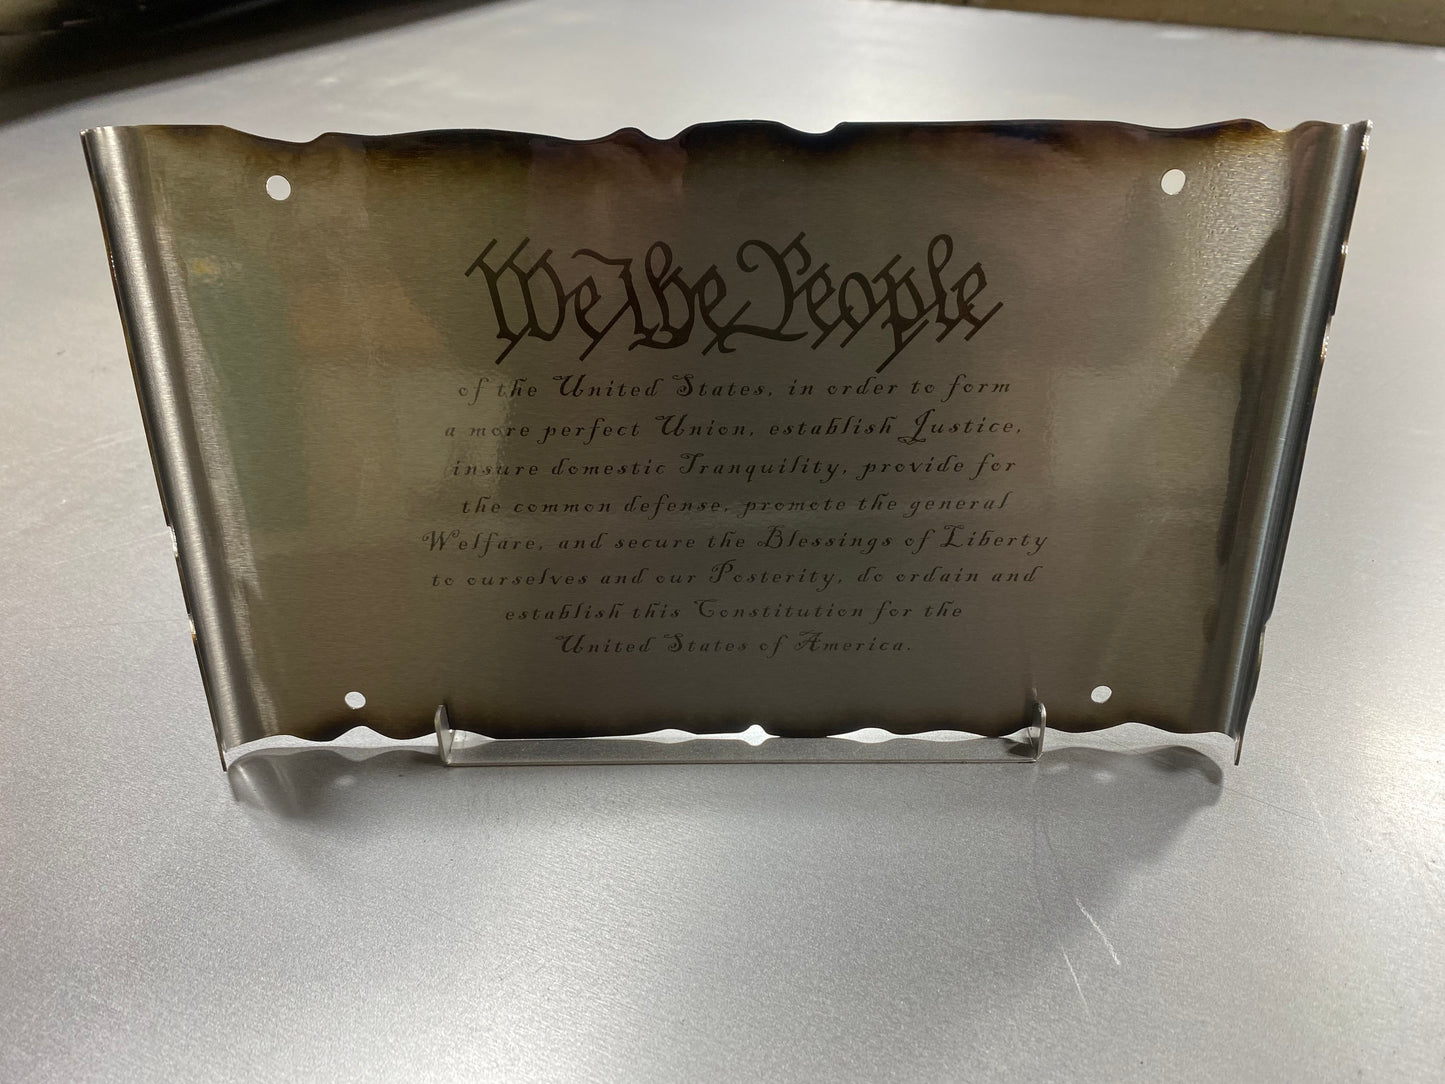 We the People
of the United States, in order to form
a more perfect Union, establish Justice,
insure domestic Tranquility, provide for
the common defense, promote the general
Welfare, and secure the Blessings of Liberty
to ourselves and our Posterity, do ordain and
establish this Constitution for the
United States of America.